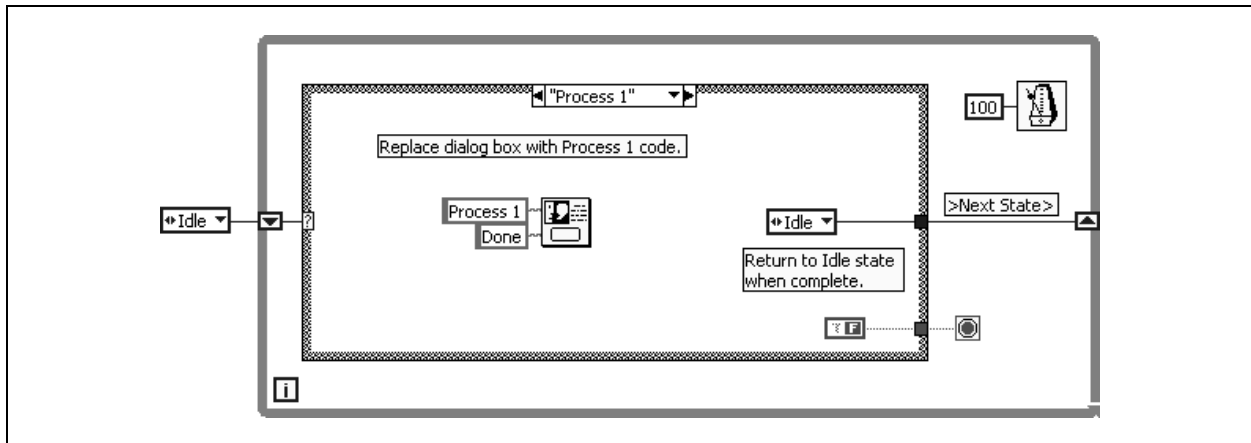 "Process 1"
100
Replace dialog box with Process 1 code.
>Next State>
Idle
?
Process 1
Idle
Done
Return to Idle state
when complete.
F
i